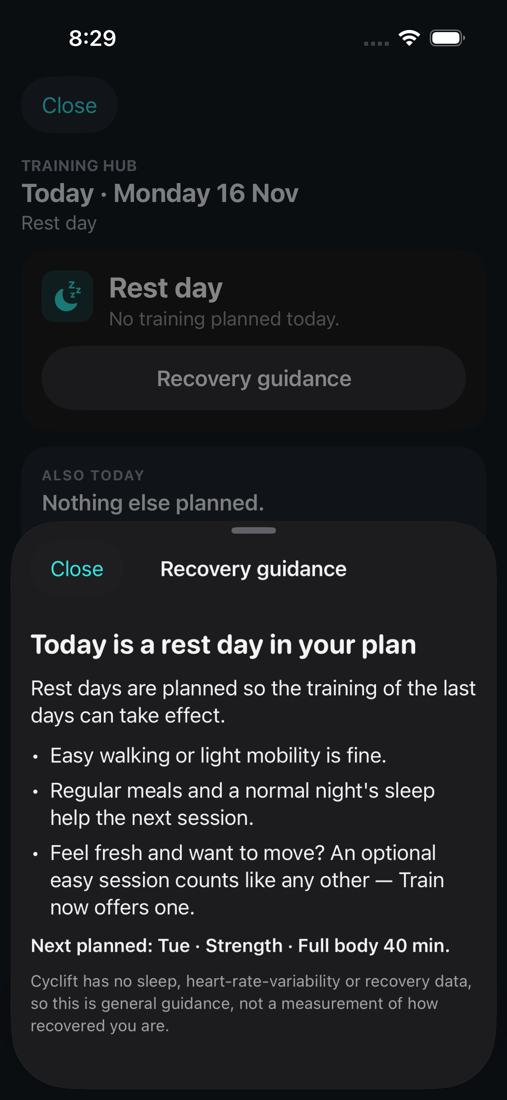 8:29
Close
TRAINING HUB
Today · Monday 16 Nov
Rest day
Rest day
No training planned today.
Recovery guidance
ALSO TODAY
Nothing else planned.
Close
Recovery guidance
Today is a rest day in your plan
Rest days are planned so the training of the last
days can take effect.
• Easy walking or light mobility is fine.
• Regular meals and a normal night's sleep
help the next session.
• Feel fresh and want to move? An optional
easy session counts like any other — Train
now offers one.
Next planned: Tue · Strength · Full body 40 min.
Cyclift has no sleep, heart-rate-variability or recovery data,
so this is general guidance, not a measurement of how
recovered you are.